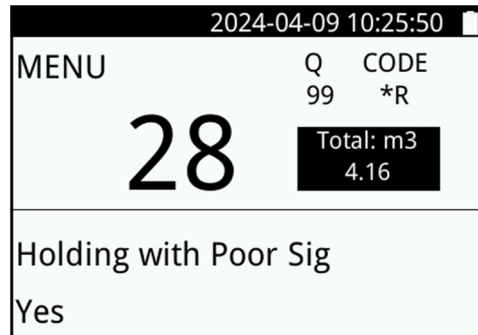 2024-04-09 10:25:50
MENU
Q CODE
99 *R
28
Total: m3
4.16
Holding with Poor Sig
Yes